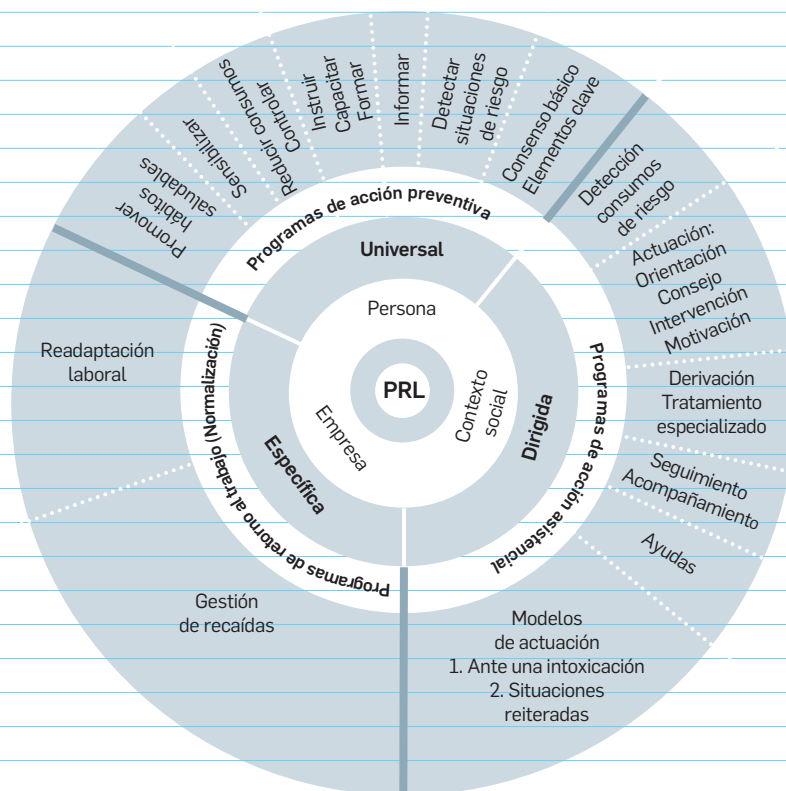 Promover
hábitos
saludables
Sensibilizar
Reducir consumos
Controlar
Instruir
Capacitar
Formar
Informar
Detectar
situaciones
de riesgo
Consenso básico
Elementos clave
Detección
consumos
de riesgo
Actuación:
Orientación
Consejo
Intervención
Motivación
Derivación
Tratamiento
especializado
Seguimiento
Acompañamiento
Ayudas
Modelos
de actuación
1. Ante una intoxicación
2. Situaciones
reiteradas
Gestión
de recaídas
Readaptación
laboral
Programas de acción preventiva
Programas de acción asistencial
Programas de retorno al trabajo (Normalización)
Universal
Dirigida
Específica
Persona
Contexto
social
Empresa
PRL